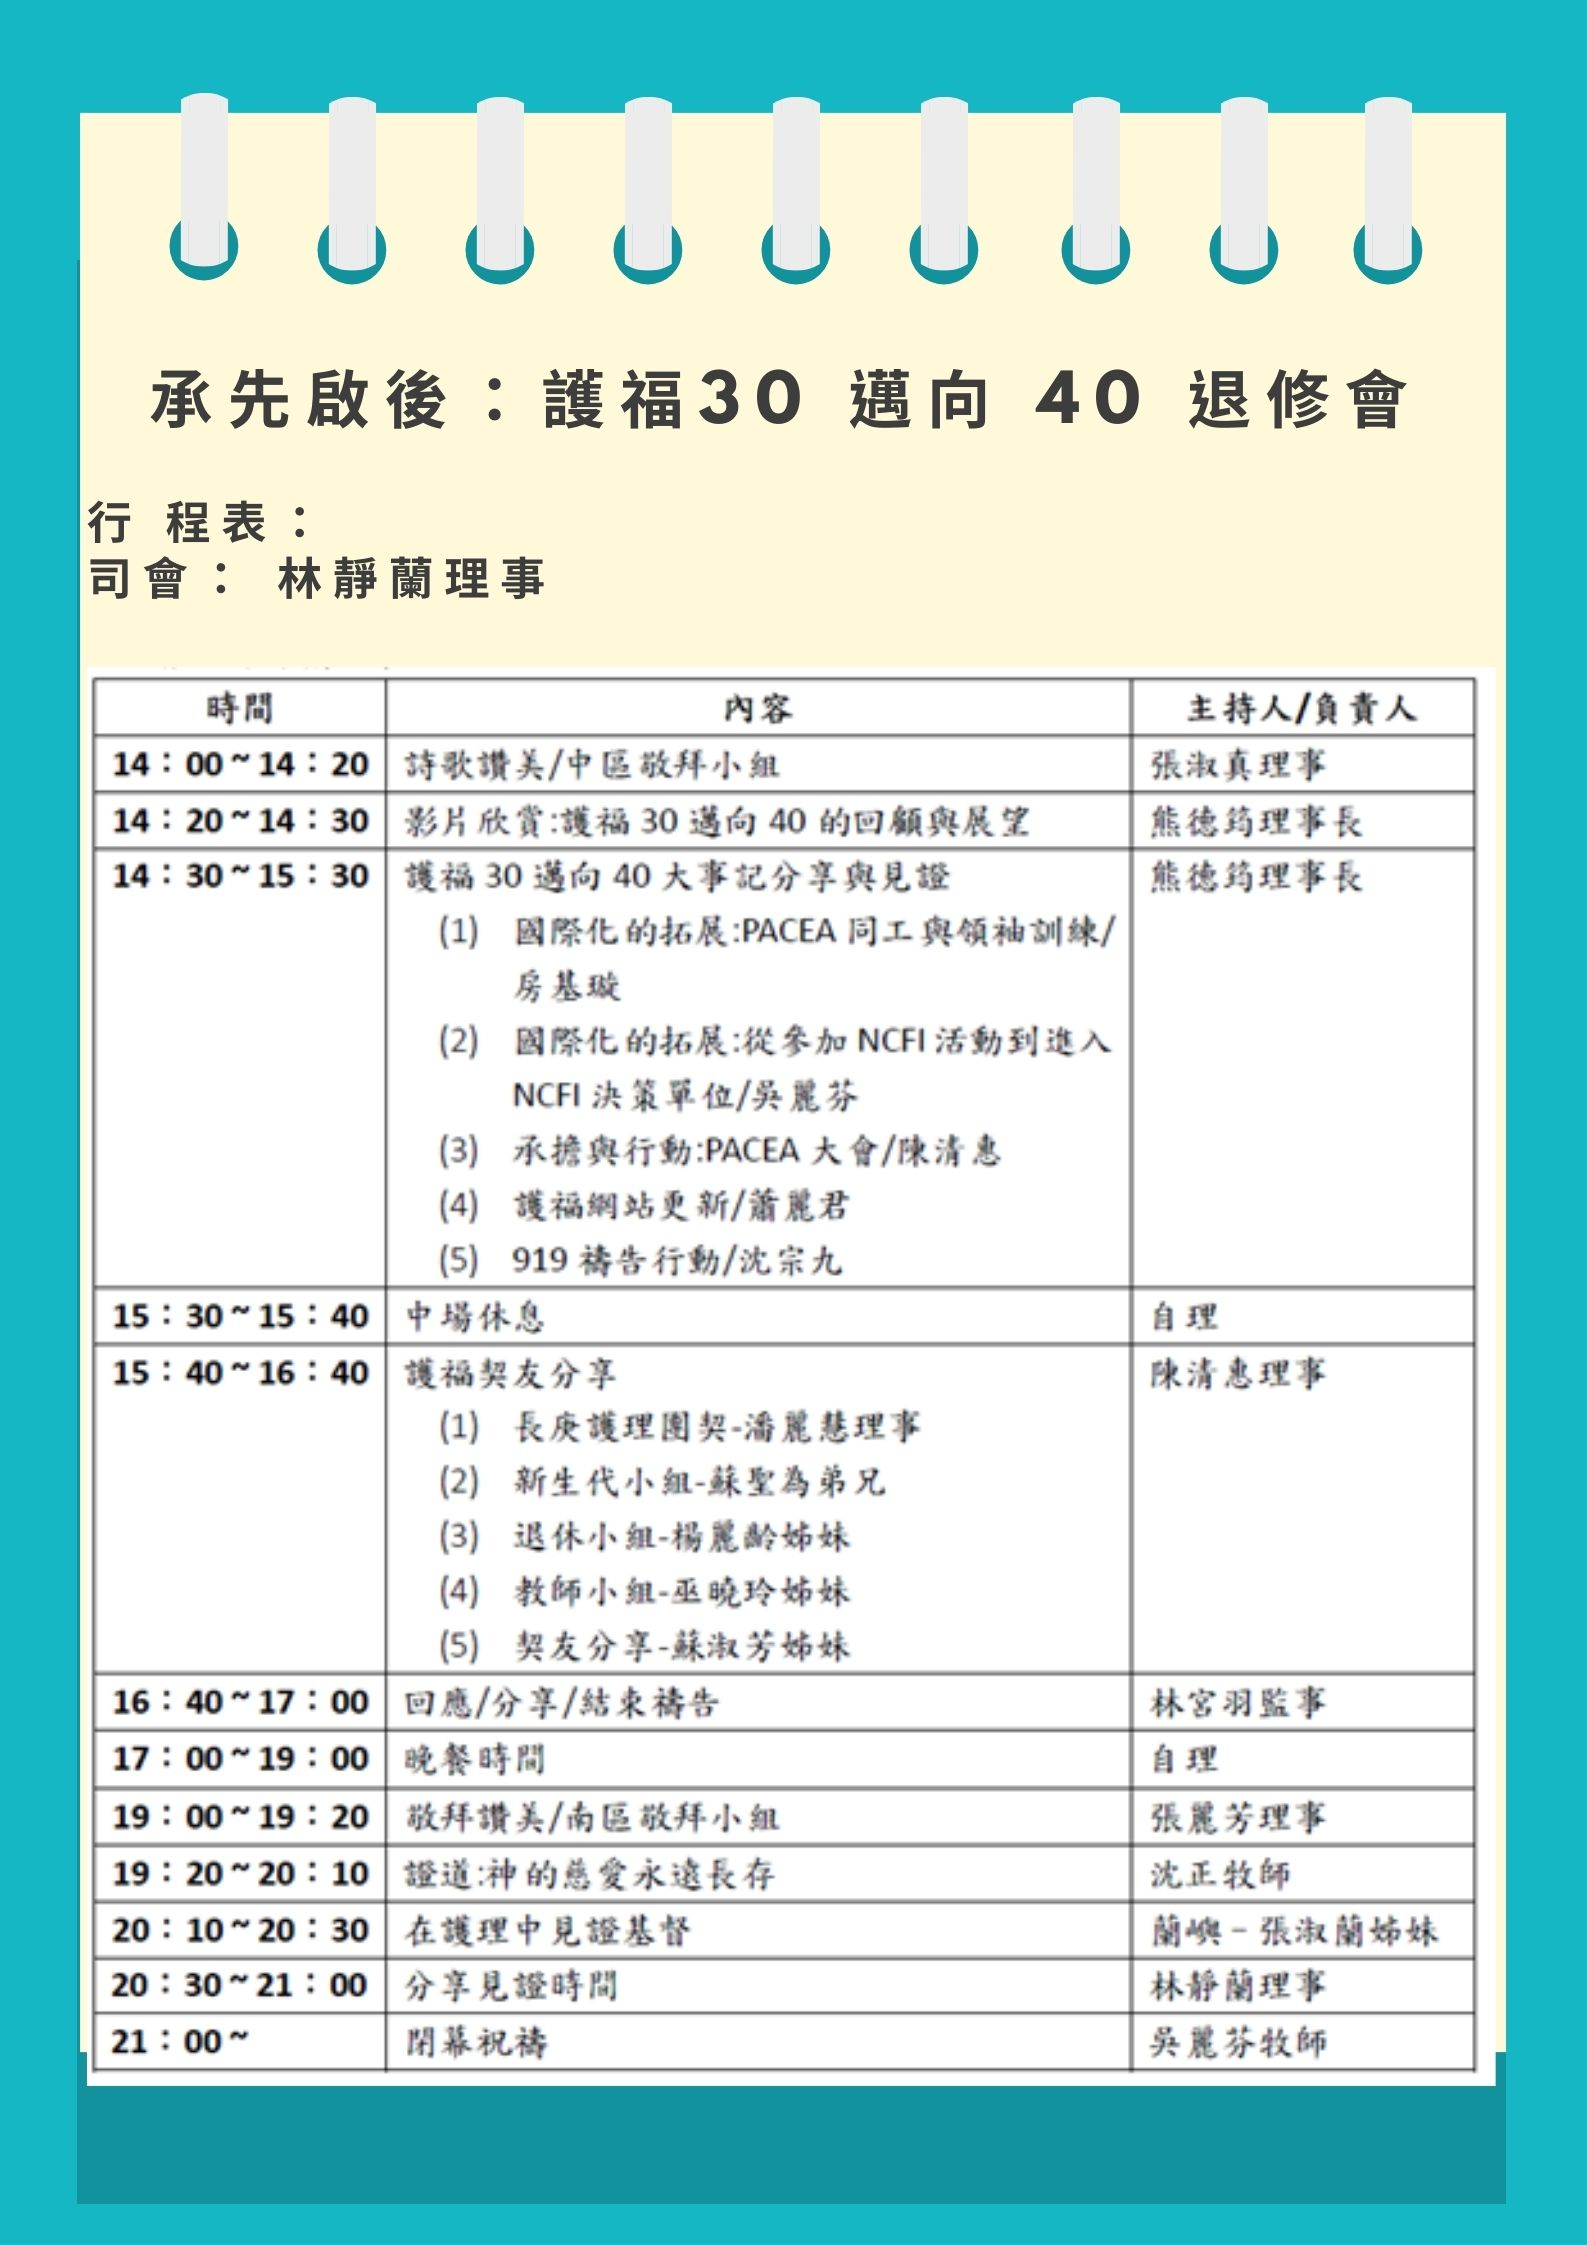 承先啟後：護福30 邁向 40 退修會
行 程表：
司會： 林靜蘭理事
時間 內容 主持人/負責人
14：00~14：20 詩歌讚美/中區敬拜小組 張淑真理事
14：20~14：30 影片欣賞:護福 30 邁向 40 的回顧與展望 熊德筠理事長
14：30~15：30 護福 30 邁向 40 大事記分享與見證 熊德筠理事長
(1) 國際化的拓展:PACEA 同工與領袖訓練/
房基璇
(2) 國際化的拓展:從參加 NCFI 活動到進入
NCFI 決策單位/吳麗芬
(3) 承擔與行動:PACEA 大會/陳清惠
(4) 護福網站更新/蕭麗君
(5) 919 禱告行動/沈宗九
15：30~15：40 中場休息 自理
15：40~16：40 護福契友分享 陳清惠理事
(1) 長庚護理團契-潘麗慧理事
(2) 新生代小組-蘇聖為弟兄
(3) 退休小組-楊麗齡姊妹
(4) 教師小組-巫曉玲姊妹
(5) 契友分享-蘇淑芳姊妹
16：40~17：00 回應/分享/結束禱告 林宮羽監事
17：00~19：00 晚餐時間 自理
19：00~19：20 敬拜讚美/南區敬拜小組 張麗芳理事
19：20~20：10 證道:神的慈愛永遠長存 沈正牧師
20：10~20：30 在護理中見證基督 蘭嶼–張淑蘭姊妹
20：30~21：00 分享見證時間 林靜蘭理事
21：00~ 閉幕祝禱 吳麗芬牧師